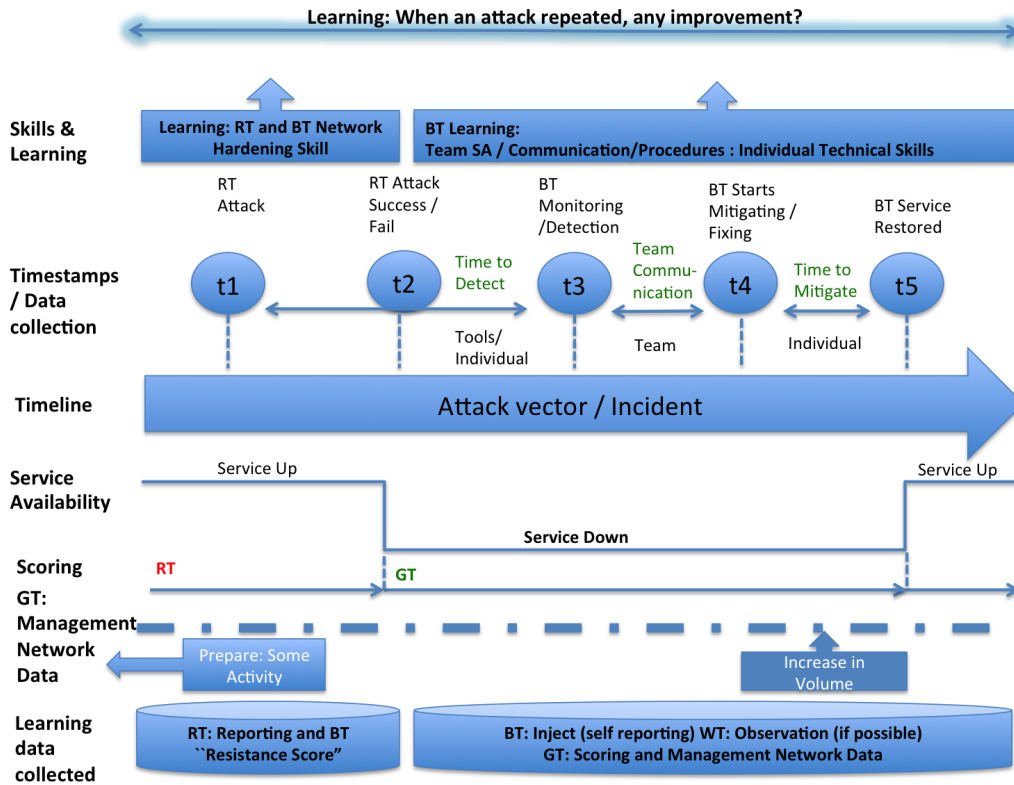 Learning: When an attack repeated, any improvement?
Skills &
Learning
Learning: RT and BT Network
Hardening Skill
BT Learning:
Team SA / Communication/Procedures : Individual Technical Skills
RT
Attack
RT Attack
Success /
Fail
BT
Monitoring
/Detection
BT Starts
Mitigating /
Fixing
BT Service
Restored
Timestamps
/ Data
collection
t1
t2
Time to
Detect
t3
Team
Commu-
nication
t4
Time to
Mitigate
t5
Tools/
Individual
Team
Individual
Timeline
Attack vector / Incident
Service
Availability
Service Up
Service Down
Service Up
Scoring
RT
GT
GT:
Management
Network
Data
Prepare: Some
Activity
Increase in
Volume
Learning
data
collected
RT: Reporting and BT
``Resistance Score”
BT: Inject (self reporting) WT: Observation (if possible)
GT: Scoring and Management Network Data